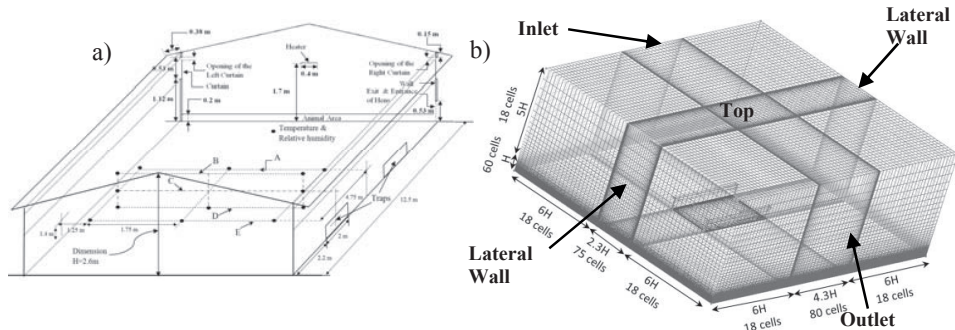 a)
0.30 m
0.15 m
Heater
Opening of the
Left Curtain
Opening of the
Right Curtain
0.53 m
0.4 m
Curtain
Wall
1.12 m
0.2 m
1.7 m
Exit & Entrance
of Hens
0.53 m
Animal Area
Temperature &
Relative humidity
A
B
C
D
E
4.75 m
12.5 m
Traps
1.4 m
1.25 m
1.75 m
2 m
2.2 m
Dimension
H=2.6m
b)
Inlet
Lateral
Wall
Top
18 cells
5H
60 cells
H
6H
18 cells
2.3H
75 cells
6H
18 cells
Lateral
Wall
6H
18 cells
4.3H
80 cells
6H
18 cells
Outlet